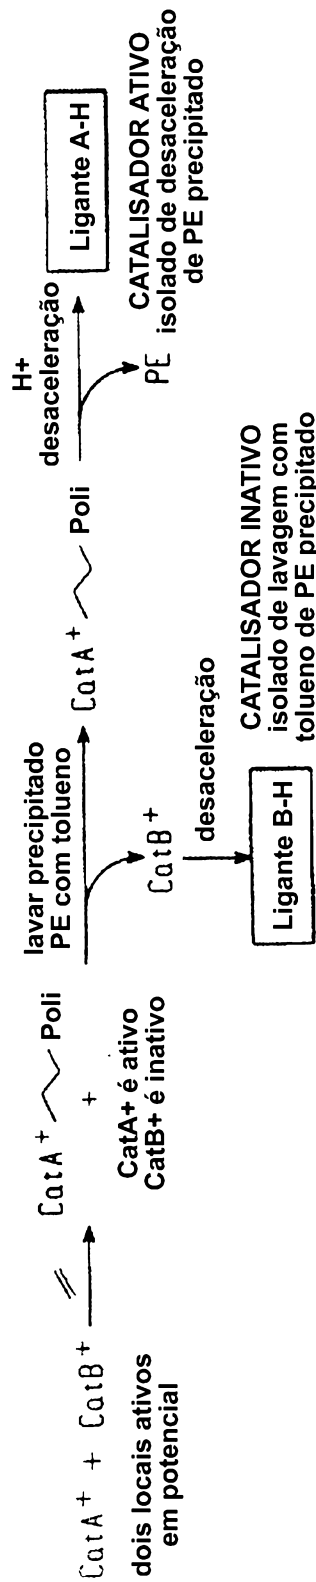 CatA+ + CatB+
dois locais ativos
em potencial
CatA+ Poli
+
CatA+ é ativo
CatB+ é inativo
lavar precipitado
PE com tolueno
CatB+
desaceleração
Ligante B-H
CATALISADOR INATIVO
isolado de lavagem com
tolueno de PE precipitado
CatA+ Poli
H+
desaceleração
PE
Ligante A-H
CATALISADOR ATIVO
isolado de desaceleração
de PE precipitado